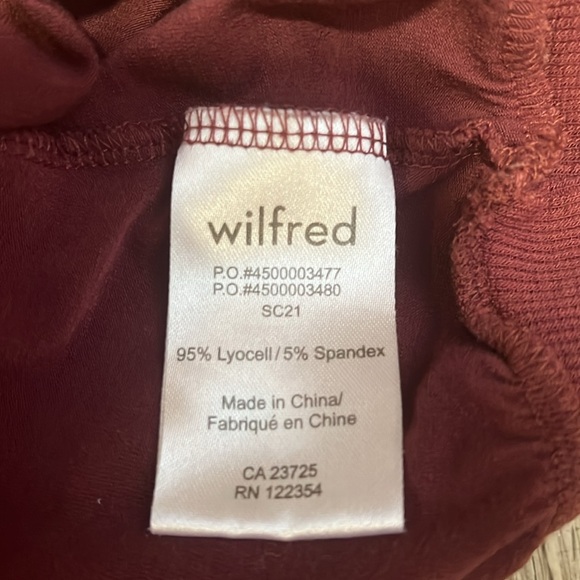 wilfred
P.O.#4500003477
P.O.#4500003480
SC21
95% Lyocell/5% Spandex
Made in China/
Fabriqué en Chine
CA 23725
RN 122354